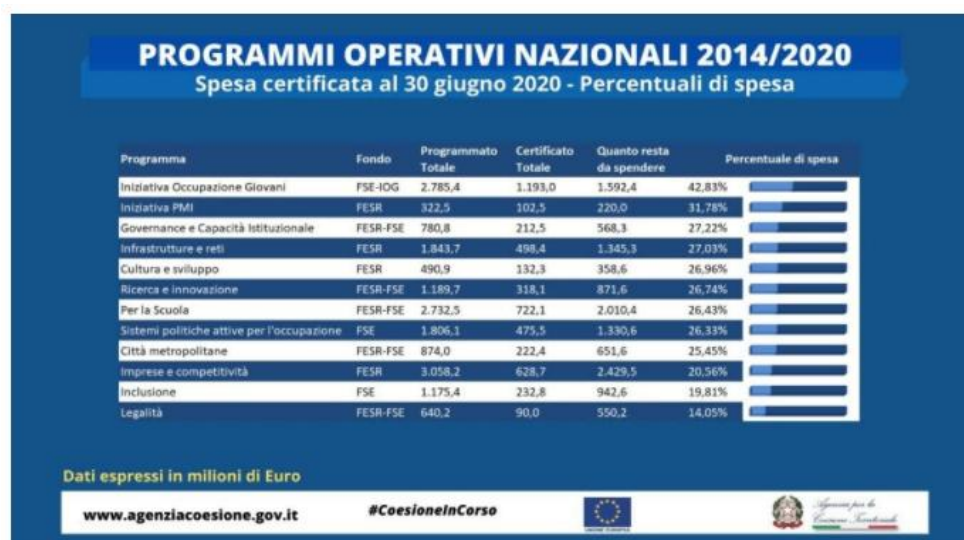 PROGRAMMI OPERATIVI NAZIONALI 2014/2020
Spesa certificata al 30 giugno 2020 - Percentuali di spesa
Programma Fondo Programmato Totale Certificato Totale Quanto resta da spendere Percentuale di spesa
Iniziativa Occupazione Giovani FSE-IOG 2.785,4 1.193,0 1.592,4 42,83%
Iniziativa PMI FESR 322,5 102,5 220,0 31,78%
Governance e Capacità Istituzionale FESR-FSE 780,8 212,5 568,3 27,22%
Infrastrutture e reti FESR 1.843,7 498,4 1.345,3 27,03%
Cultura e sviluppo FESR 490,9 132,3 358,6 26,96%
Ricerca e innovazione FESR-FSE 1.189,7 318,1 871,6 26,74%
Per la Scuola FESR-FSE 2.732,5 722,1 2.010,4 26,43%
Sistemi politiche attive per l'occupazione FSE 1.806,1 475,5 1.330,6 26,33%
Città metropolitane FESR-FSE 874,0 222,4 651,6 25,45%
Imprese e competitività FESR 3.058,2 628,7 2.429,5 20,56%
Inclusione FSE 1.175,4 232,8 942,6 19,81%
Legalità FESR-FSE 640,2 90,0 550,2 14,05%
Dati espressi in milioni di Euro
www.agenziacoesione.gov.it #CoesioneInCorso
UNIONE EUROPEA
Agenzia per la
Coesione Territoriale